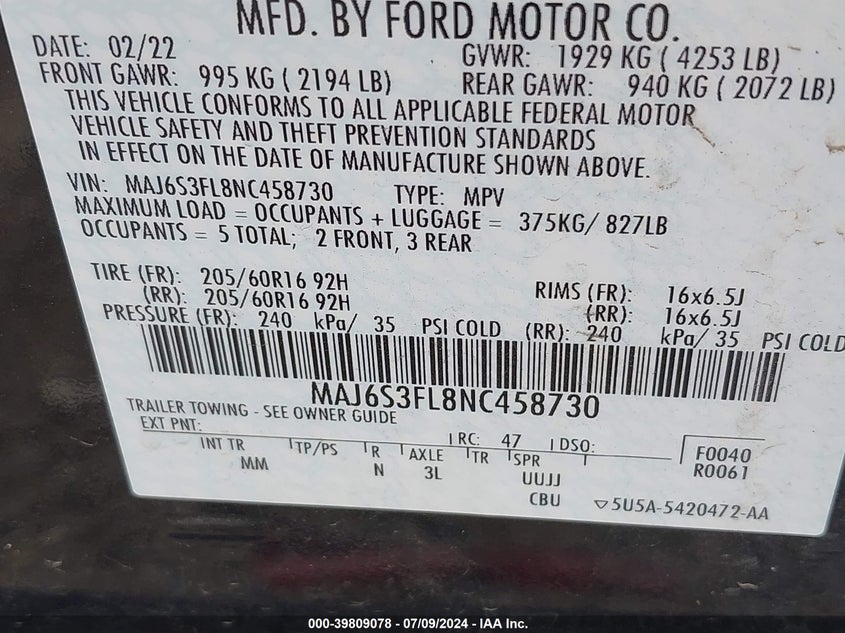 MFD. BY FORD MOTOR CO.
DATE: 02/22 GVWR: 1929 KG ( 4253 LB)
FRONT GAWR: 995 KG ( 2194 LB) REAR GAWR: 940 KG ( 2072 LB)
THIS VEHICLE CONFORMS TO ALL APPLICABLE FEDERAL MOTOR
VEHICLE SAFETY AND THEFT PREVENTION STANDARDS
IN EFFECT ON THE DATE OF MANUFACTURE SHOWN ABOVE.
VIN: MAJ6S3FL8NC458730 TYPE: MPV
MAXIMUM LOAD = OCCUPANTS + LUGGAGE = 375KG/ 827LB
OCCUPANTS = 5 TOTAL; 2 FRONT, 3 REAR
TIRE (FR): 205/60R16 92H RIMS (FR): 16x6.5J
(RR): 205/60R16 92H (RR): 16x6.5J
PRESSURE (FR): 240 kPa/ 35 PSI COLD (RR): 240 kPa/ 35 PSI COLD
MAJ6S3FL8NC458730
TRAILER TOWING - SEE OWNER GUIDE
EXT PNT: RC: 47 DSO: F0040
INT TR TP/PS R AXLE TR SPR R0061
MM N 3L UUJJ
CBU 5U5A-5420472-AA
000-39809078 - 07/09/2024 - IAA Inc.